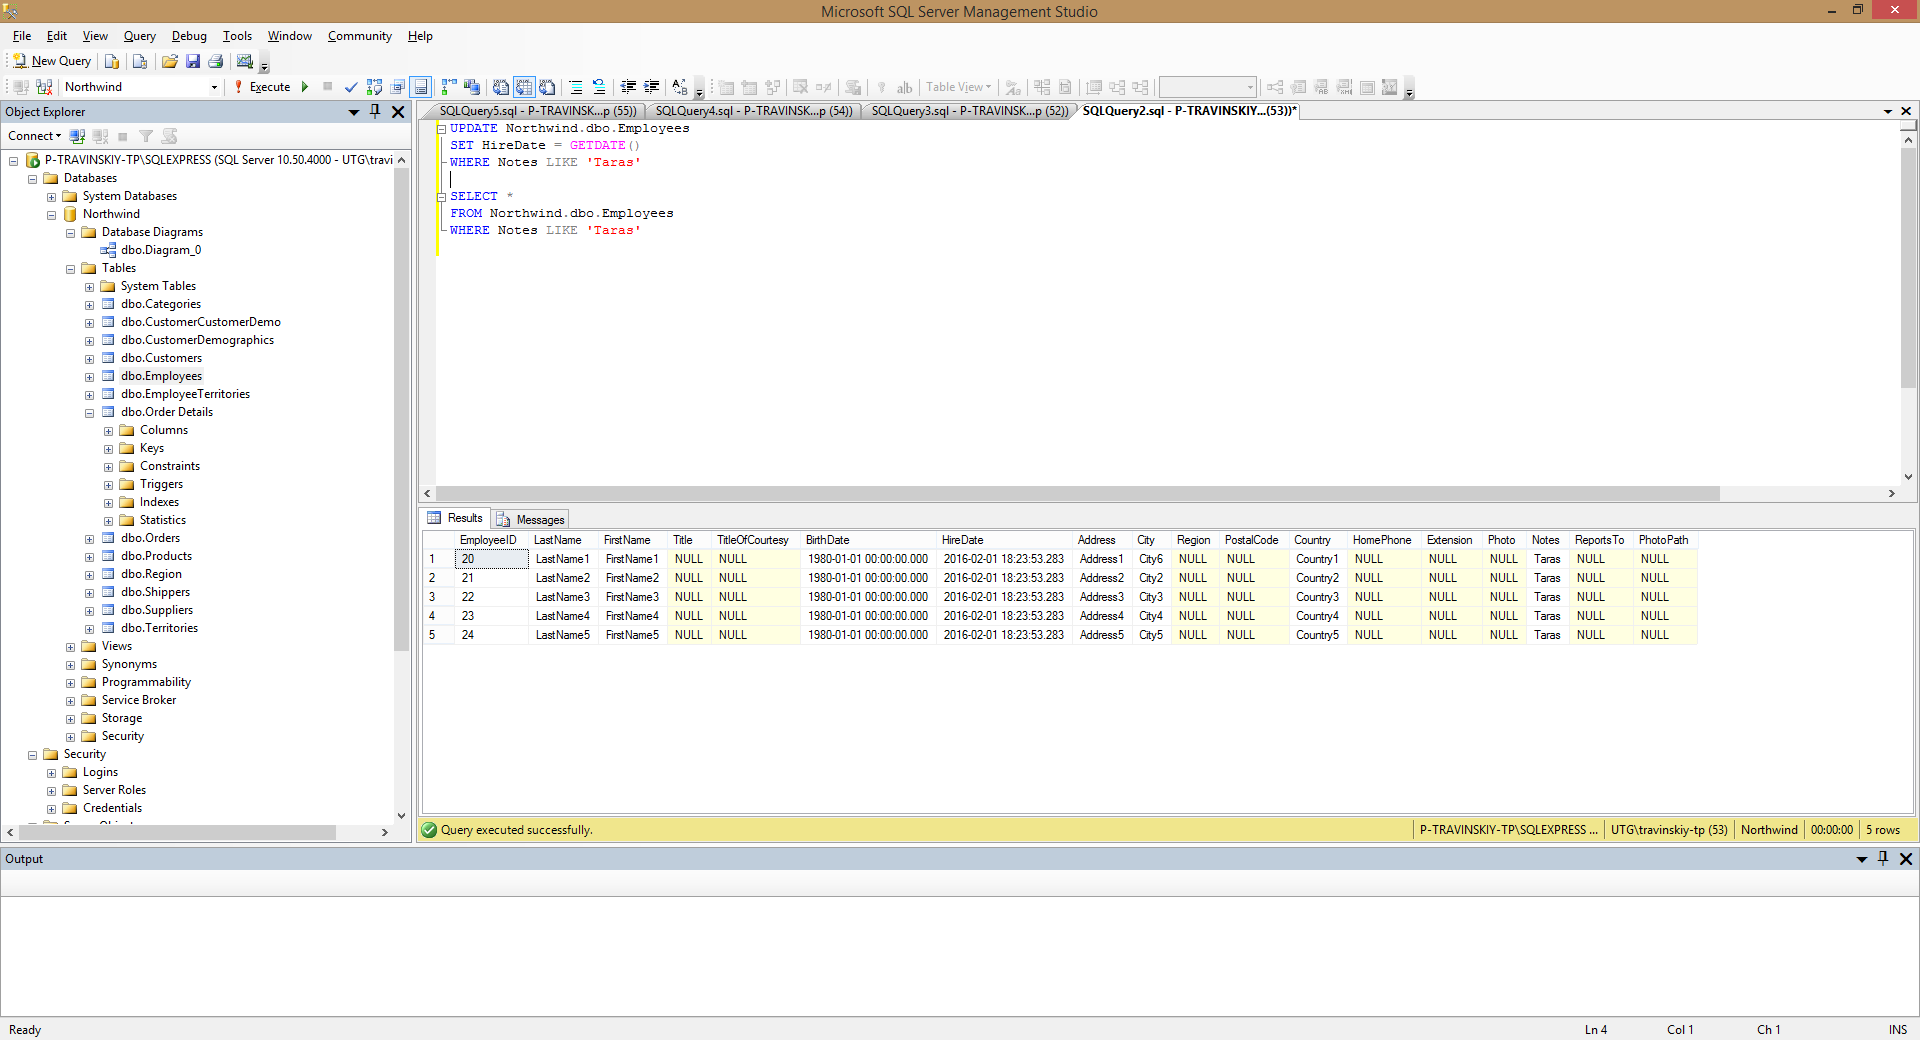 Microsoft SQL Server Management Studio
File Edit View Query Debug Tools Window Community Help
New Query
Northwind Execute Table View
Object Explorer
Connect
P-TRAVINSKIY-TP\SQLEXPRESS (SQL Server 10.50.4000 - UTG\travi
Databases
System Databases
Northwind
Database Diagrams
dbo.Diagram_0
Tables
System Tables
dbo.Categories
dbo.CustomerCustomerDemo
dbo.CustomerDemographics
dbo.Customers
dbo.Employees
dbo.EmployeeTerritories
dbo.Order Details
Columns
Keys
Constraints
Triggers
Indexes
Statistics
dbo.Orders
dbo.Products
dbo.Region
dbo.Shippers
dbo.Suppliers
dbo.Territories
Views
Synonyms
Programmability
Service Broker
Storage
Security
Security
Logins
Server Roles
Credentials
SQLQuery5.sql - P-TRAVINSK...p (55)) SQLQuery4.sql - P-TRAVINSK...p (54)) SQLQuery3.sql - P-TRAVINSK...p (52)) SQLQuery2.sql - P-TRAVINSKIY...(53))*
UPDATE Northwind.dbo.Employees
SET HireDate = GETDATE()
WHERE Notes LIKE 'Taras'
SELECT *
FROM Northwind.dbo.Employees
WHERE Notes LIKE 'Taras'
Results Messages
EmployeeID LastName FirstName Title TitleOfCourtesy BirthDate HireDate Address City Region PostalCode Country HomePhone Extension Photo Notes ReportsTo PhotoPath
1 20 LastName1 FirstName1 NULL NULL 1980-01-01 00:00:00.000 2016-02-01 18:23:53.283 Address1 City6 NULL NULL Country1 NULL NULL NULL Taras NULL NULL
2 21 LastName2 FirstName2 NULL NULL 1980-01-01 00:00:00.000 2016-02-01 18:23:53.283 Address2 City2 NULL NULL Country2 NULL NULL NULL Taras NULL NULL
3 22 LastName3 FirstName3 NULL NULL 1980-01-01 00:00:00.000 2016-02-01 18:23:53.283 Address3 City3 NULL NULL Country3 NULL NULL NULL Taras NULL NULL
4 23 LastName4 FirstName4 NULL NULL 1980-01-01 00:00:00.000 2016-02-01 18:23:53.283 Address4 City4 NULL NULL Country4 NULL NULL NULL Taras NULL NULL
5 24 LastName5 FirstName5 NULL NULL 1980-01-01 00:00:00.000 2016-02-01 18:23:53.283 Address5 City5 NULL NULL Country5 NULL NULL NULL Taras NULL NULL
Query executed successfully. P-TRAVINSKIY-TP\SQLEXPRESS ... UTG\travinskiy-tp (53) Northwind 00:00:00 5 rows
Output
Ready Ln 4 Col 1 Ch 1 INS